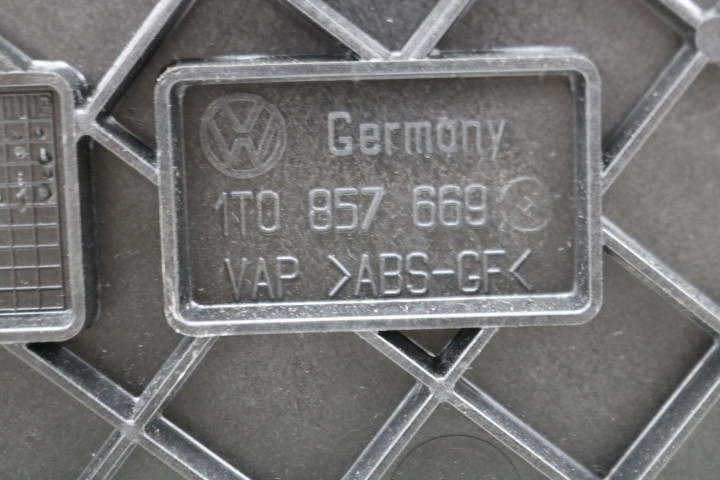 Germany
1T0 857 669
VAP >ABS-GF<